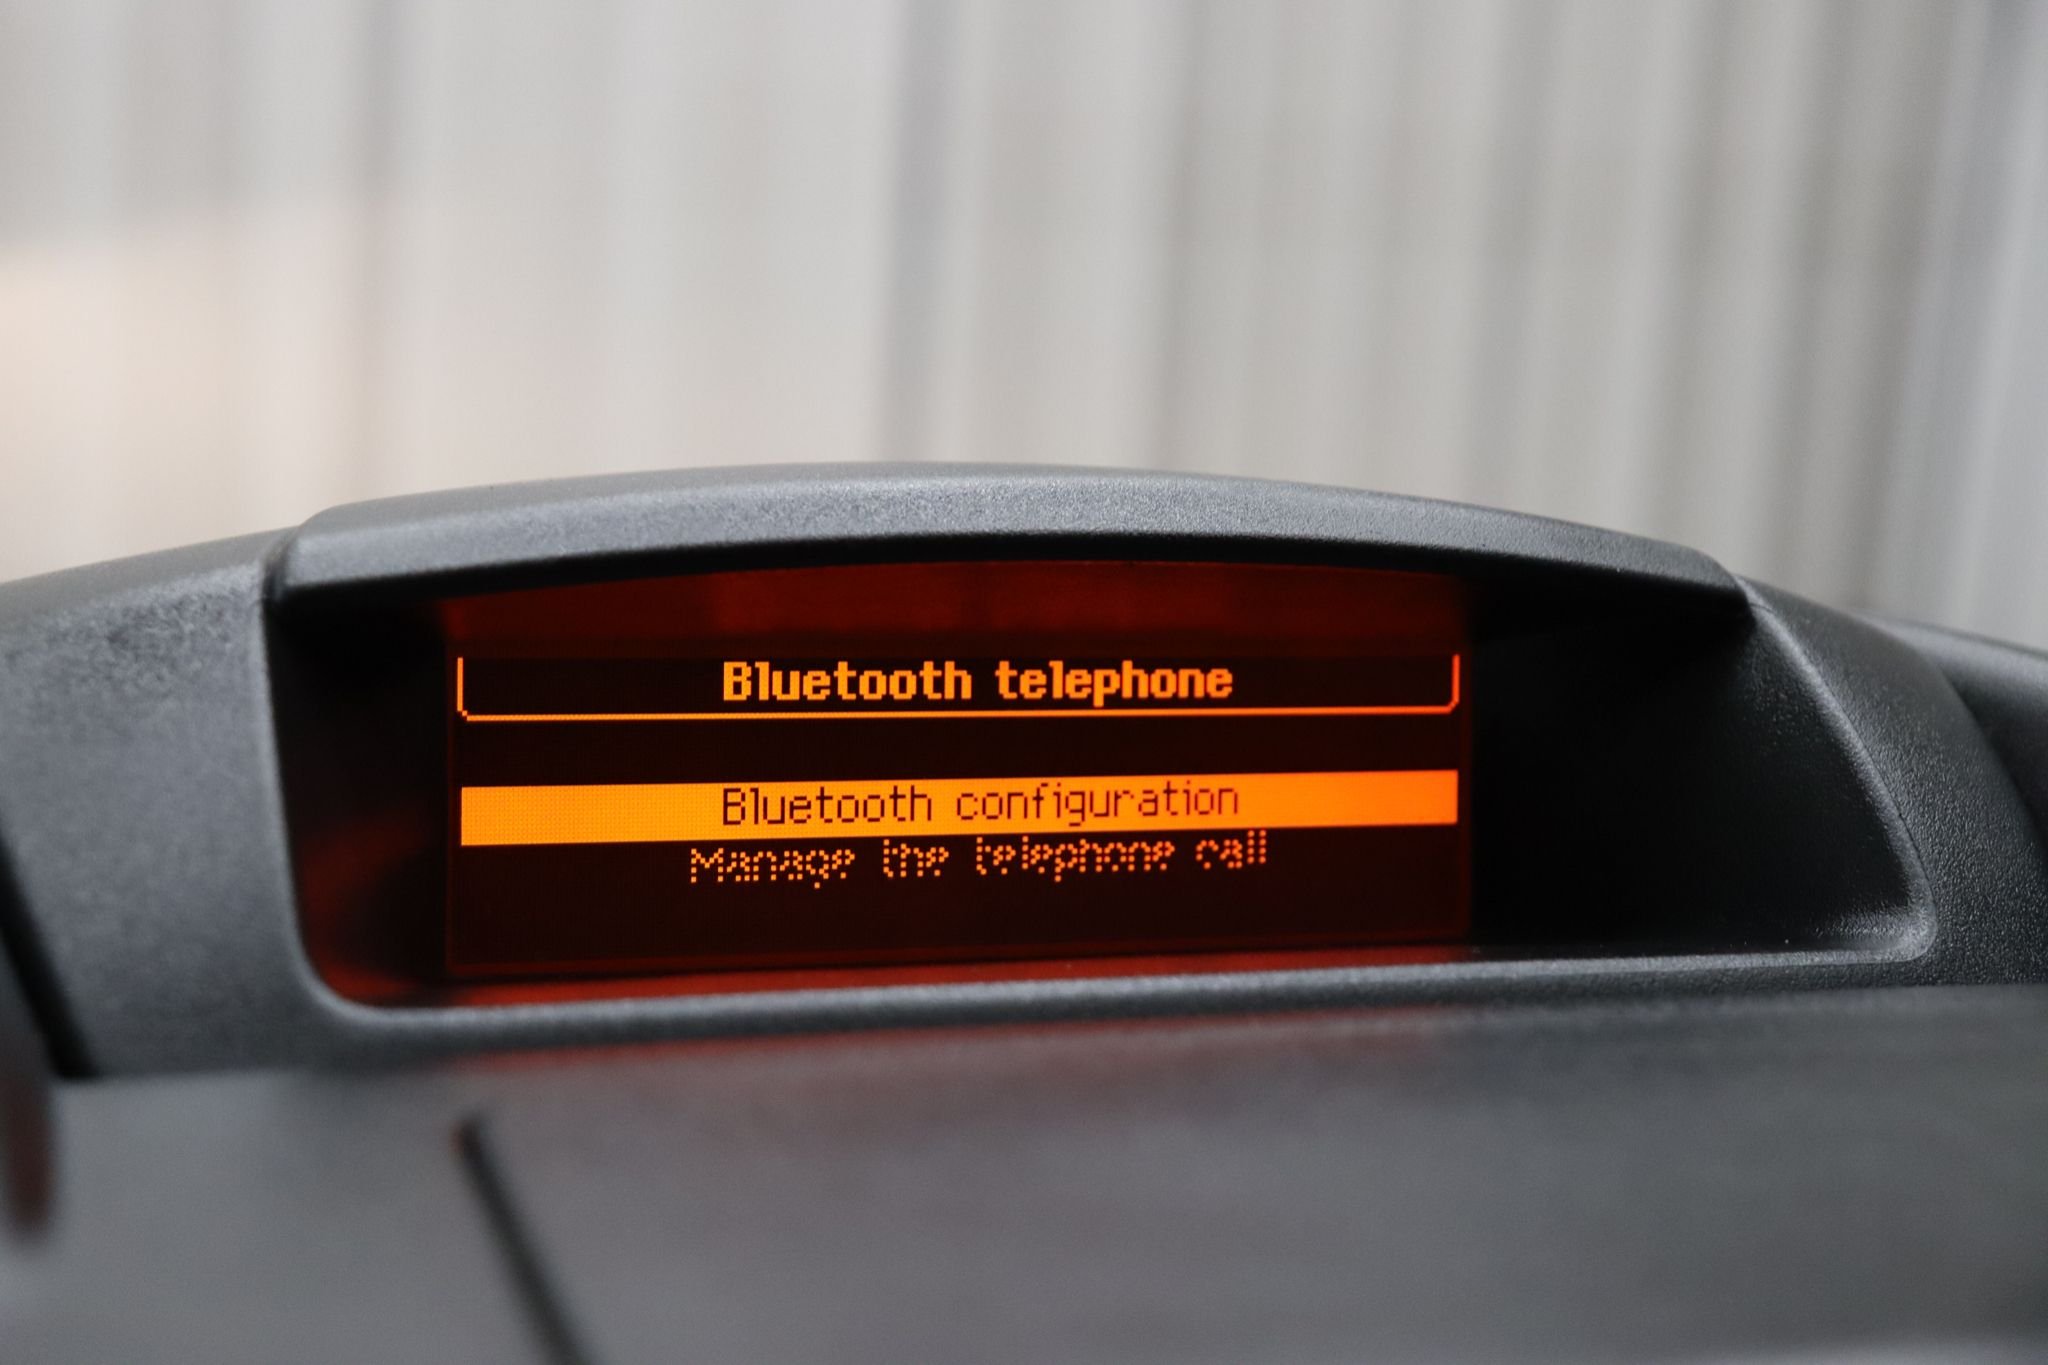 Bluetooth telephone
Bluetooth configuration
Manage the telephone call